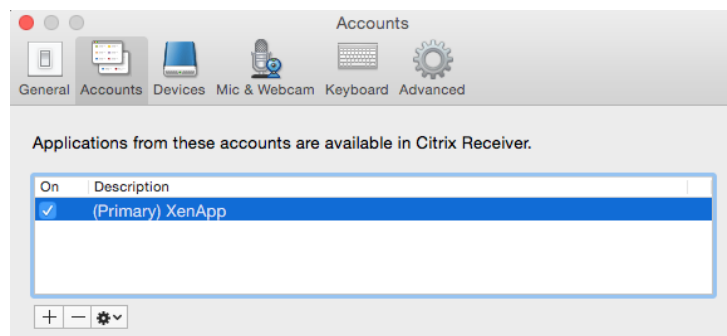 Accounts
General Accounts Devices Mic & Webcam Keyboard Advanced
Applications from these accounts are available in Citrix Receiver.
On Description
(Primary) XenApp